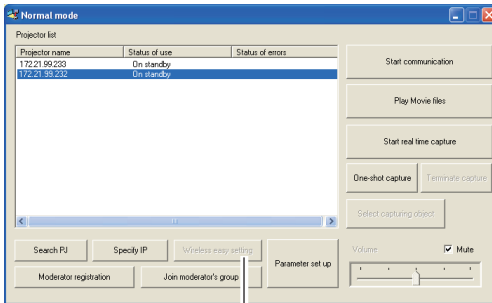 Normal mode
Projector list
Projector name Status of use Status of errors
172.21.99.233 On standby
172.21.99.232 On standby
Start communication
Play Movie files
Start real time capture
One-shot capture Terminate capture
Select capturing object
Search PJ Specify IP Wireless easy setting
Parameter set up
Volume Mute
Moderator registration Join moderator's group